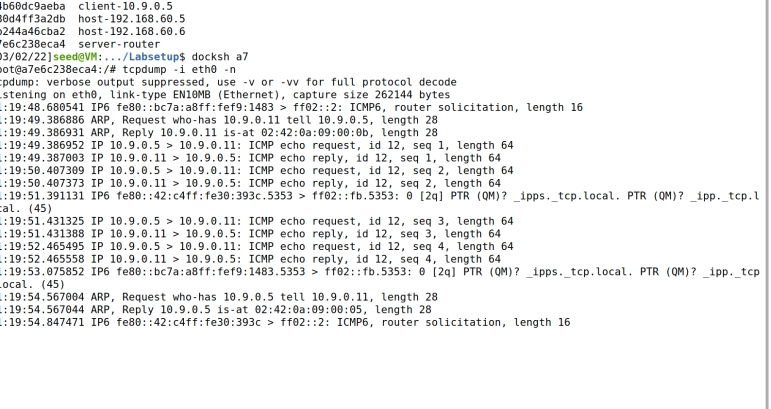 4b60dc9aeba  client-10.9.0.5
30d4ff3a2db  host-192.168.60.5
b244a46cba2  host-192.168.60.6
7e6c238eca4  server-router
03/02/22]seed@VM:.../Labsetup$ docksh a7
oot@a7e6c238eca4:/# tcpdump -i eth0 -n
cpdump: verbose output suppressed, use -v or -vv for full protocol decode
istening on eth0, link-type EN10MB (Ethernet), capture size 262144 bytes
1:19:48.680541 IP6 fe80::bc7a:a8ff:fef9:1483 > ff02::2: ICMP6, router solicitation, length 16
1:19:49.386886 ARP, Request who-has 10.9.0.11 tell 10.9.0.5, length 28
1:19:49.386931 ARP, Reply 10.9.0.11 is-at 02:42:0a:09:00:0b, length 28
1:19:49.386952 IP 10.9.0.5 > 10.9.0.11: ICMP echo request, id 12, seq 1, length 64
1:19:49.387003 IP 10.9.0.11 > 10.9.0.5: ICMP echo reply, id 12, seq 1, length 64
1:19:50.407309 IP 10.9.0.5 > 10.9.0.11: ICMP echo request, id 12, seq 2, length 64
1:19:50.407373 IP 10.9.0.11 > 10.9.0.5: ICMP echo reply, id 12, seq 2, length 64
1:19:51.391131 IP6 fe80::42:c4ff:fe30:393c.5353 > ff02::fb.5353: 0 [2q] PTR (QM)? _ipps._tcp.local. PTR (QM)? _ipp._tcp.l
cal. (45)
1:19:51.431325 IP 10.9.0.5 > 10.9.0.11: ICMP echo request, id 12, seq 3, length 64
1:19:51.431388 IP 10.9.0.11 > 10.9.0.5: ICMP echo reply, id 12, seq 3, length 64
1:19:52.465495 IP 10.9.0.5 > 10.9.0.11: ICMP echo request, id 12, seq 4, length 64
1:19:52.465558 IP 10.9.0.11 > 10.9.0.5: ICMP echo reply, id 12, seq 4, length 64
1:19:53.075852 IP6 fe80::bc7a:a8ff:fef9:1483.5353 > ff02::fb.5353: 0 [2q] PTR (QM)? _ipps._tcp.local. PTR (QM)? _ipp._tcp
local. (45)
1:19:54.567004 ARP, Request who-has 10.9.0.5 tell 10.9.0.11, length 28
1:19:54.567044 ARP, Reply 10.9.0.5 is-at 02:42:0a:09:00:05, length 28
1:19:54.847471 IP6 fe80::42:c4ff:fe30:393c > ff02::2: ICMP6, router solicitation, length 16